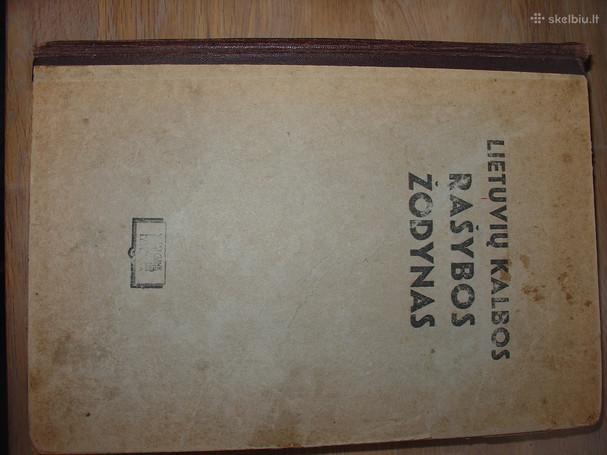 LIETUVIŲ KALBOS
RAŠYBOS
ŽODYNAS
skelbiu.lt